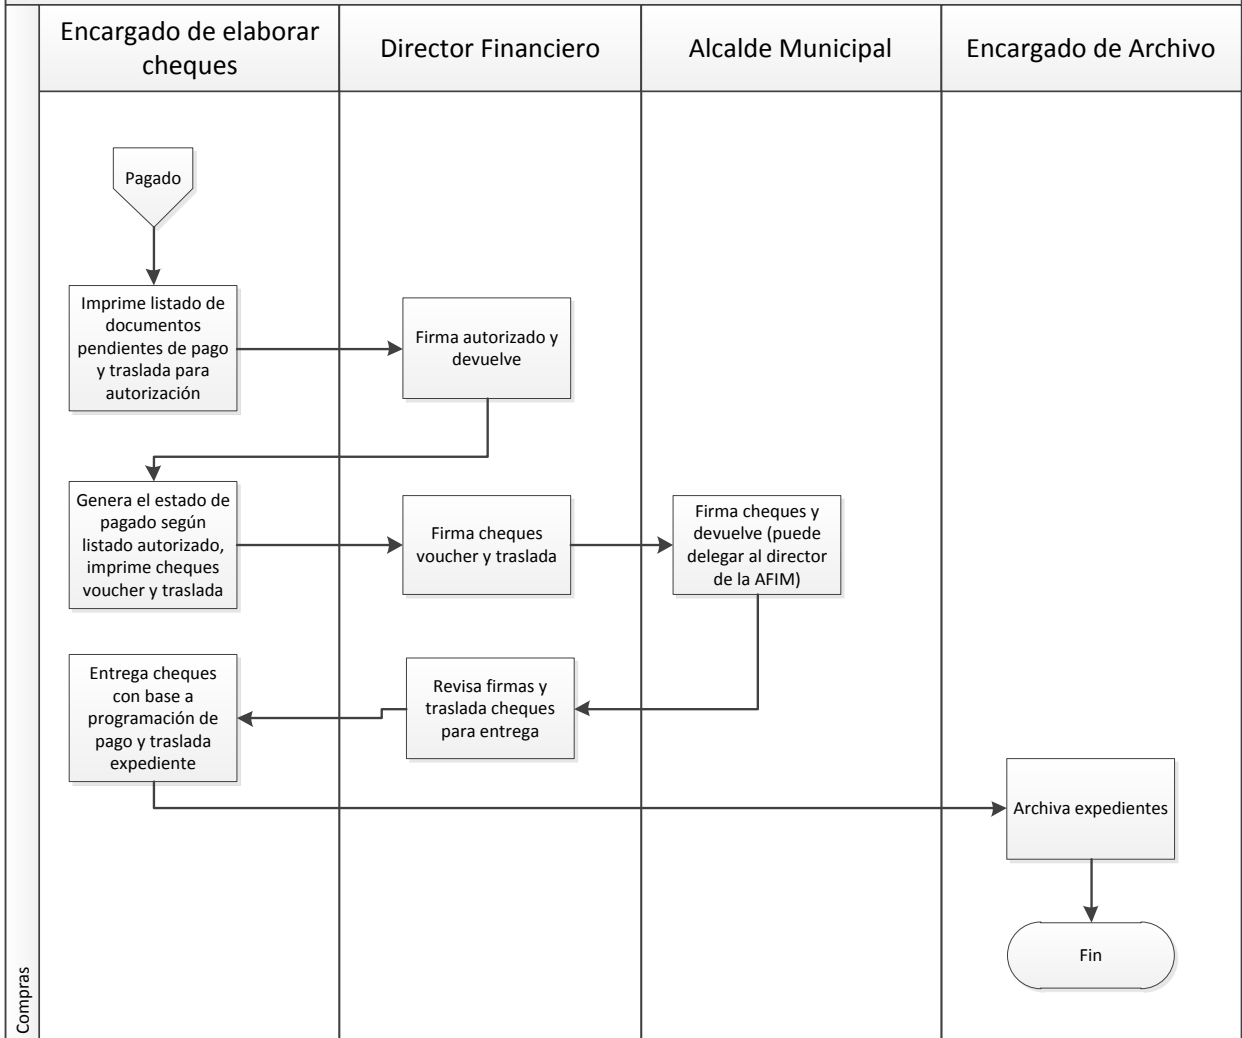 Encargado de elaborar
cheques
Director Financiero
Alcalde Municipal
Encargado de Archivo
Pagado
Imprime listado de
documentos
pendientes de pago
y traslada para
autorización
Firma autorizado y
devuelve
Genera el estado de
pagado según
listado autorizado,
imprime cheques
voucher y traslada
Firma cheques
voucher y traslada
Firma cheques y
devuelve (puede
delegar al director
de la AFIM)
Entrega cheques
con base a
programación de
pago y traslada
expediente
Revisa firmas y
traslada cheques
para entrega
Archiva expedientes
Fin
Compras